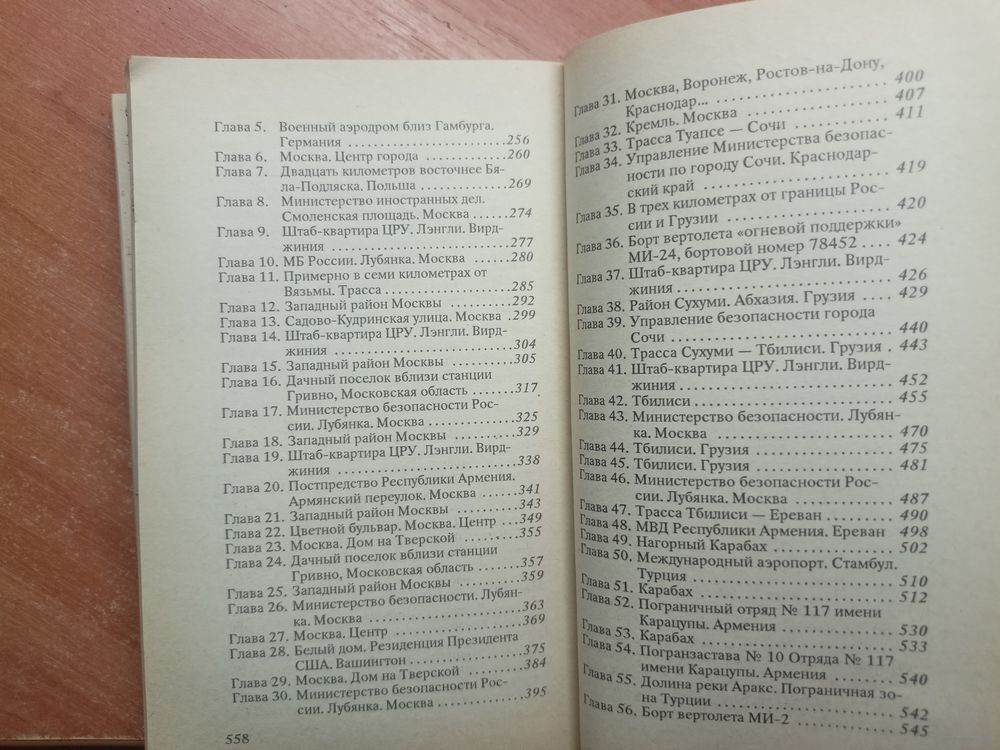 Глава 5. Военный аэродром близ Гамбурга.
Германия ........................256
Глава 6. Москва. Центр города ............260
Глава 7. Двадцать километров восточнее Бя-
ла-Подляска. Польша .............269
Глава 8. Министерство иностранных дел.
Смоленская площадь. Москва ......274
Глава 9. Штаб-квартира ЦРУ. Лэнгли. Вирд-
жиния ...........................277
Глава 10. МБ России. Лубянка. Москва ......280
Глава 11. Примерно в семи километрах от
Вязьмы. Трасса ..................285
Глава 12. Западный район Москвы ..........292
Глава 13. Садово-Кудринская улица. Москва .299
Глава 14. Штаб-квартира ЦРУ. Лэнгли. Вирд-
жиния ...........................304
Глава 15. Западный район Москвы ..........305
Глава 16. Дачный поселок вблизи станции
Гривно, Московская область .......317
Глава 17. Министерство безопасности Рос-
сии. Лубянка. Москва .............325
Глава 18. Западный район Москвы ..........329
Глава 19. Штаб-квартира ЦРУ. Лэнгли. Вирд-
жиния ...........................338
Глава 20. Постпредство Республики Армения.
Армянский переулок. Москва ......341
Глава 21. Западный район Москвы ..........343
Глава 22. Цветной бульвар. Москва, Центр ...349
Глава 23. Москва. Дом на Тверской .........355
Глава 24. Дачный поселок вблизи станции
Гривно, Московская область .......357
Глава 25. Западный район Москвы ..........359
Глава 26. Министерство безопасности. Лубян-
ка. Москва .......................363
Глава 27. Москва. Центр ...................369
Глава 28. Белый дом. Резиденция Президента
США. Вашингтон .................375
Глава 29. Москва. Дом на Тверской .........384
Глава 30. Министерство безопасности Рос-
сии. Лубянка. Москва .............395
558
Глава 31. Москва, Воронеж, Ростов-на-Дону,
Краснодар... ..................... 400
Глава 32. Кремль. Москва .................. 407
Глава 33. Трасса Туапсе — Сочи ............ 411
Глава 34. Управление Министерства безопас-
ности по городу Сочи. Краснодар-
ский край ....................... 419
Глава 35. В трех километрах от границы Рос-
сии и Грузии .................... 420
Глава 36. Борт вертолета «огневой поддержки»
МИ-24, бортовой номер 78452 .... 424
Глава 37. Штаб-квартира ЦРУ. Лэнгли. Вирд-
жиния .......................... 426
Глава 38. Район Сухуми. Абхазия. Грузия .... 429
Глава 39. Управление безопасности города
Сочи ........................... 440
Глава 40. Трасса Сухуми — Тбилиси. Грузия . 443
Глава 41. Штаб-квартира ЦРУ. Лэнгли. Вирд-
жиния .......................... 452
Глава 42. Тбилиси ......................... 455
Глава 43. Министерство безопасности. Лубян-
ка. Москва ...................... 470
Глава 44. Тбилиси. Грузия ................. 475
Глава 45. Тбилиси. Грузия ................. 481
Глава 46. Министерство безопасности Рос-
сии. Лубянка. Москва ............ 487
Глава 47. Трасса Тбилиси — Ереван ......... 490
Глава 48. МВД Республики Армения. Ереван 498
Глава 49. Нагорный Карабах ............... 502
Глава 50. Международный аэропорт. Стамбул.
Турция ......................... 510
Глава 51. Карабах ......................... 512
Глава 52. Пограничный отряд № 117 имени
Карацупы. Армения .............. 530
Глава 53. Карабах ......................... 533
Глава 54. Погранзастава № 10 Отряда № 117
имени Карацупы. Армения ........ 540
Глава 55. Долина реки Аракс. Пограничная зо-
на Турции ...................... 542
Глава 56. Борт вертолета МИ-2 ............. 545